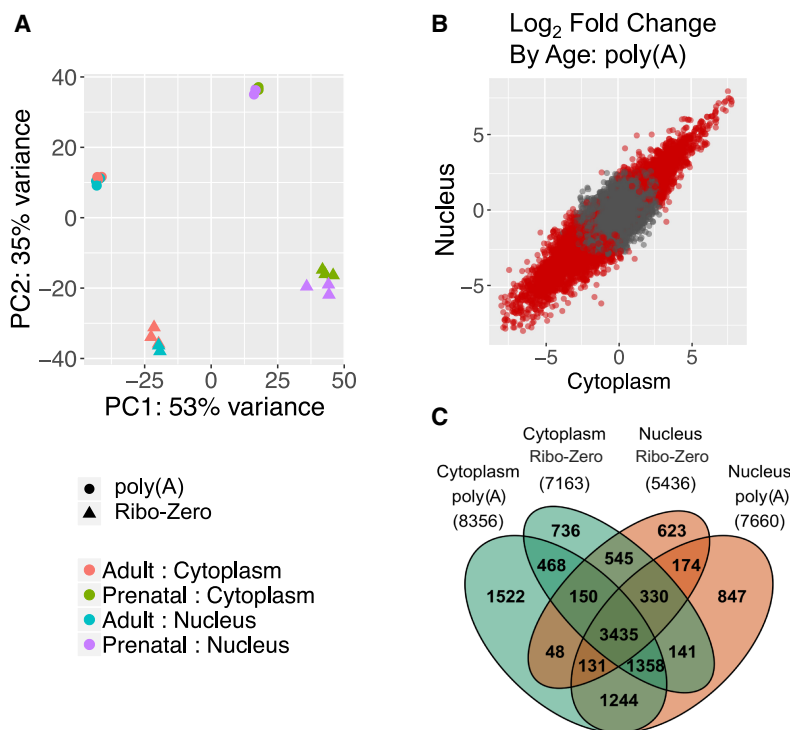 A
40
20
0
−20
−40
PC2: 35% variance
−25
0
25
50
PC1: 53% variance
poly(A)
Ribo-Zero
Adult : Cytoplasm
Prenatal : Cytoplasm
Adult : Nucleus
Prenatal : Nucleus
B
Log2 Fold Change
By Age: poly(A)
5
0
−5
Nucleus
−5
0
5
Cytoplasm
C
Cytoplasm
poly(A)
(8356)
Cytoplasm
Ribo-Zero
(7163)
Nucleus
Ribo-Zero
(5436)
Nucleus
poly(A)
(7660)
736
623
468
545
174
1522
150
330
847
3435
48
131
1358
141
1244